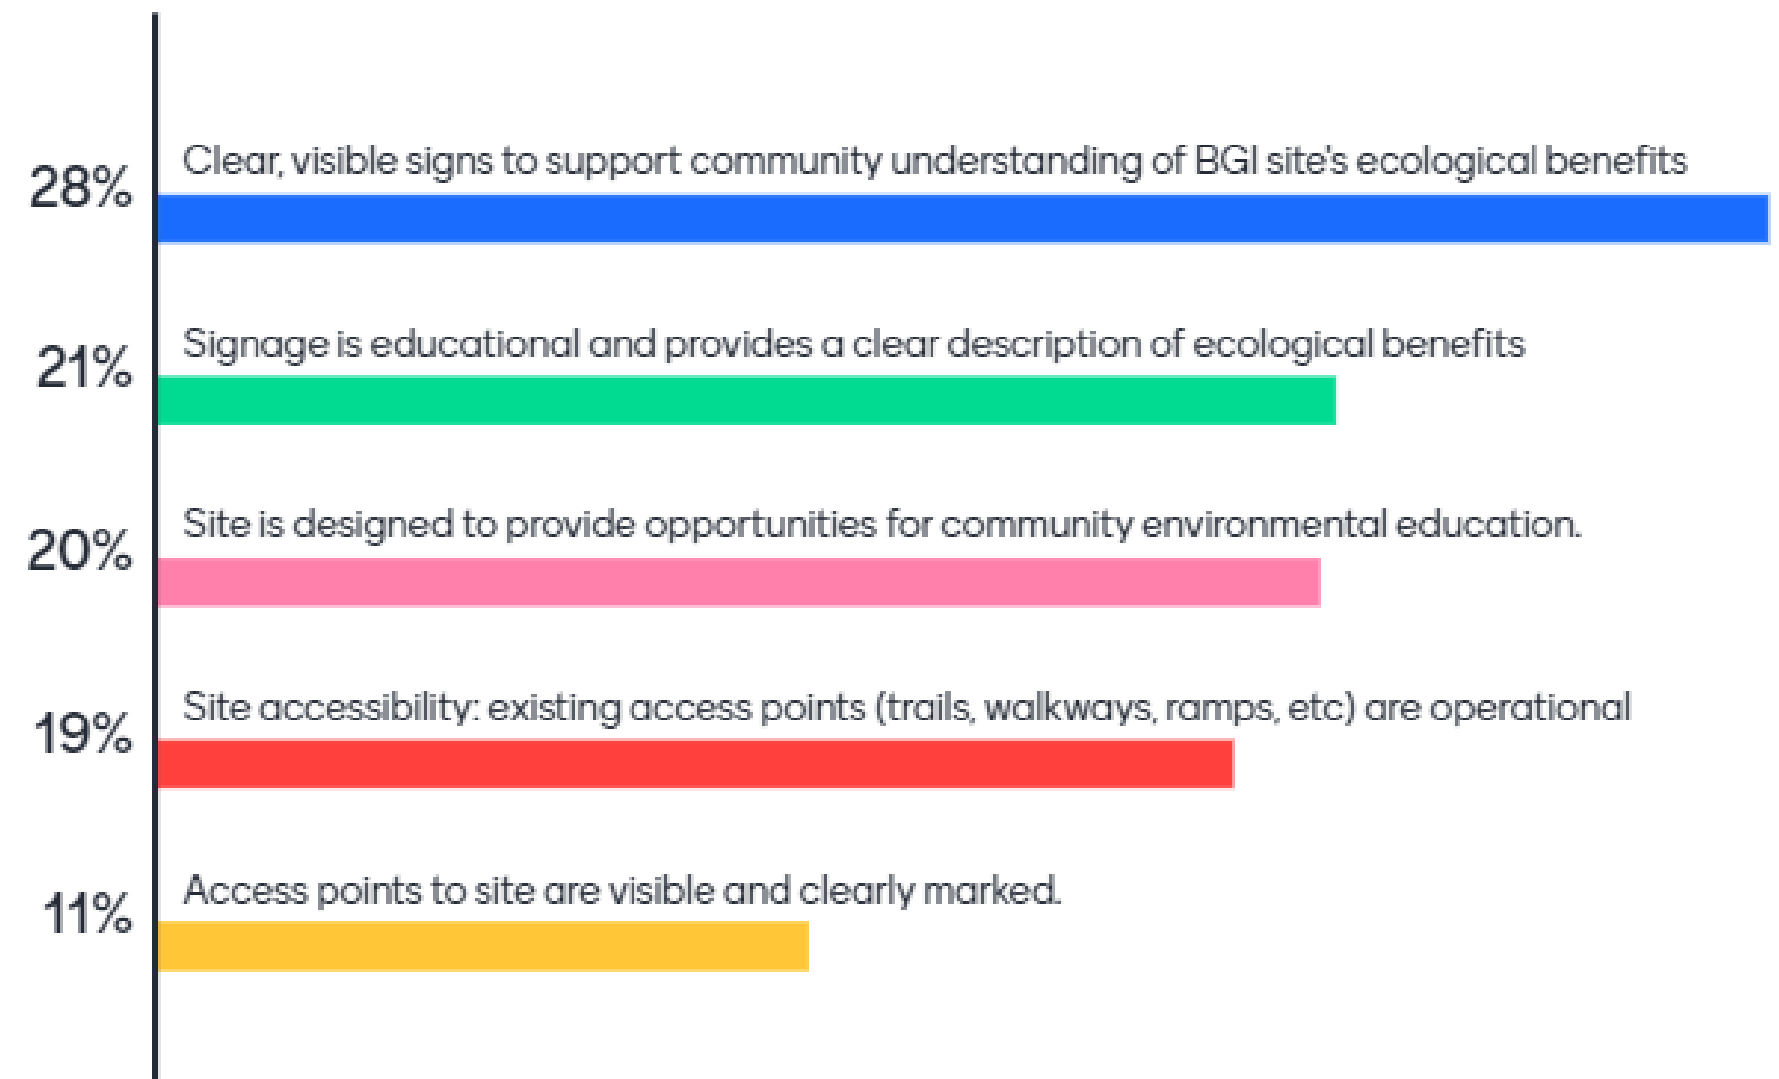 Clear, visible signs to support community understanding of BGI site's ecological benefits
28%
Signage is educational and provides a clear description of ecological benefits
21%
Site is designed to provide opportunities for community environmental education.
20%
Site accessibility: existing access points (trails, walkways, ramps, etc) are operational
19%
Access points to site are visible and clearly marked.
11%